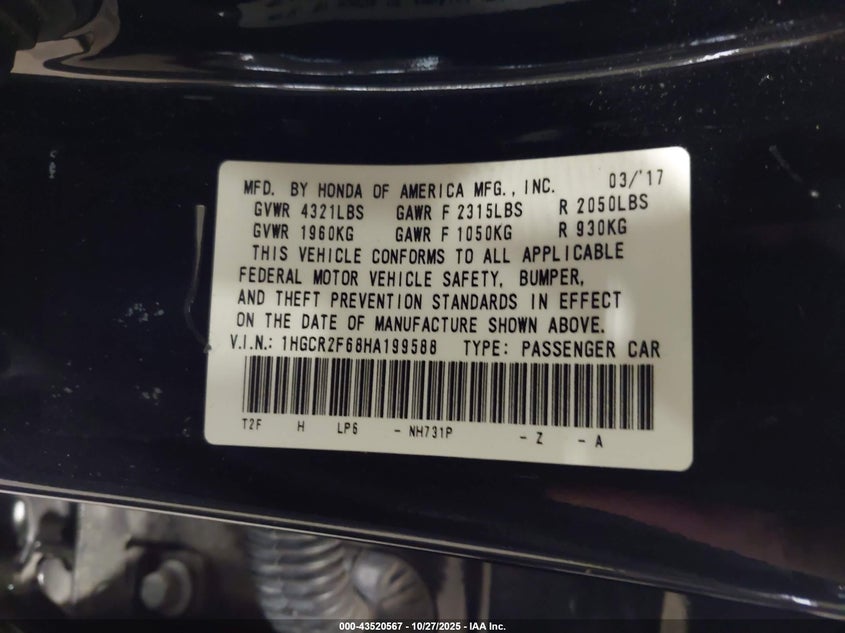 MFD. BY HONDA OF AMERICA MFG., INC. 03/'17
GVWR 4321LBS GAWR F 2315LBS R 2050LBS
GVWR 1960KG GAWR F 1050KG R 930KG
THIS VEHICLE CONFORMS TO ALL APPLICABLE
FEDERAL MOTOR VEHICLE SAFETY, BUMPER,
AND THEFT PREVENTION STANDARDS IN EFFECT
ON THE DATE OF MANUFACTURE SHOWN ABOVE.
V.I.N.: 1HGCR2F68HA199588 TYPE: PASSENGER CAR
T2F H LP6 - NH731P - Z - A
000-43520567 - 10/27/2025 - IAA Inc.